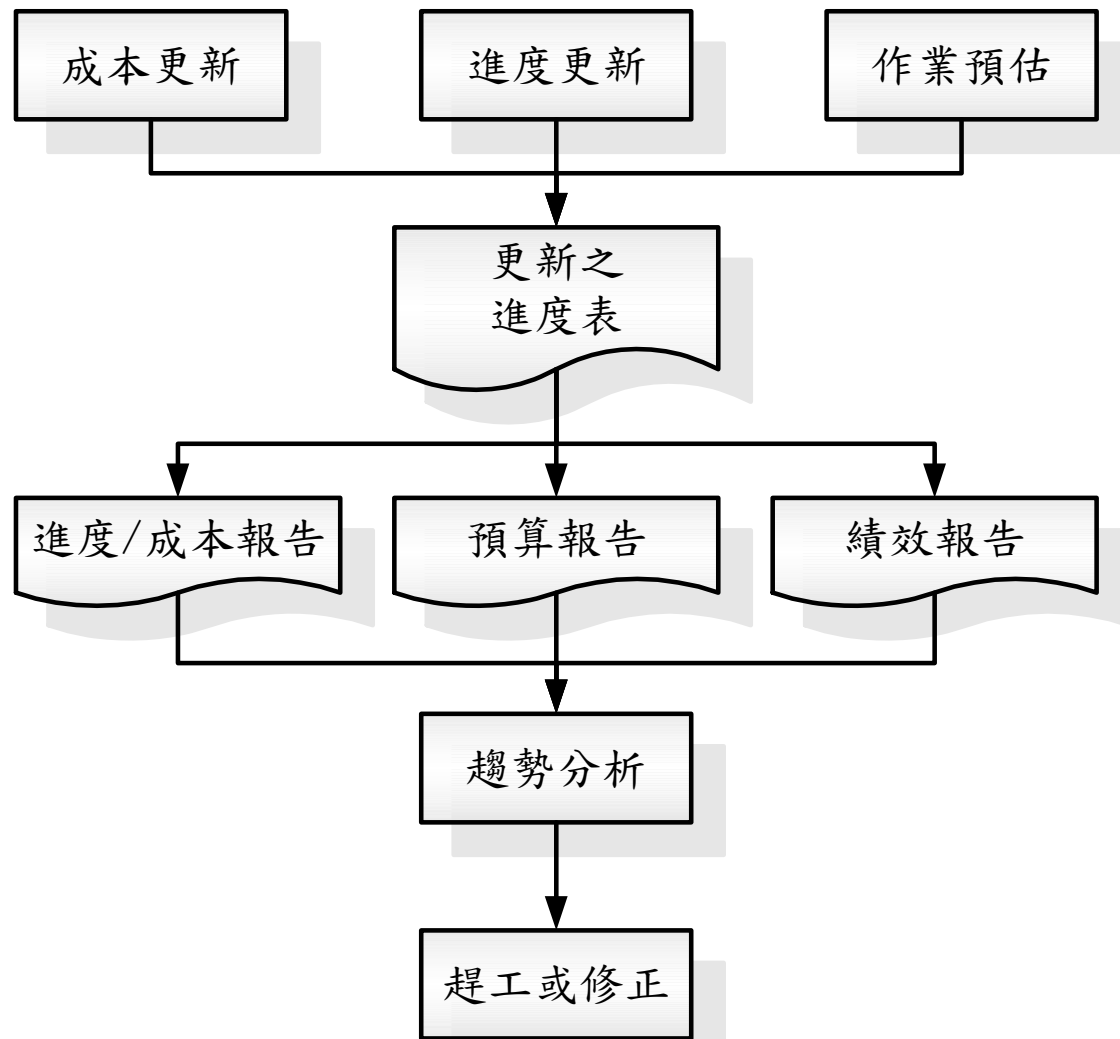 成本更新
進度更新
作業預估
更新之
進度表
進度/成本報告
預算報告
績效報告
趨勢分析
趕工或修正